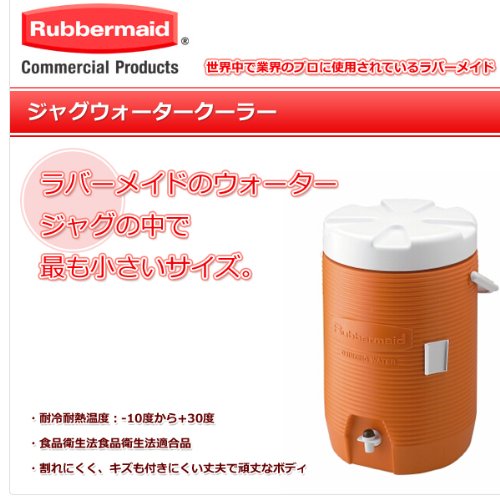 Rubbermaid®
Commercial Products
世界中で業界のプロに使用されているラバーメイド
ジャグウォータークーラー
ラバーメイドのウォーター
ジャグの中で
最も小さいサイズ。
Rubbermaid
DRINKING WATER
・耐冷耐熱温度：-10度から+30度
・食品衛生法食品衛生法適合品
・割れにくく、キズも付きにくい丈夫で頑丈なボディ